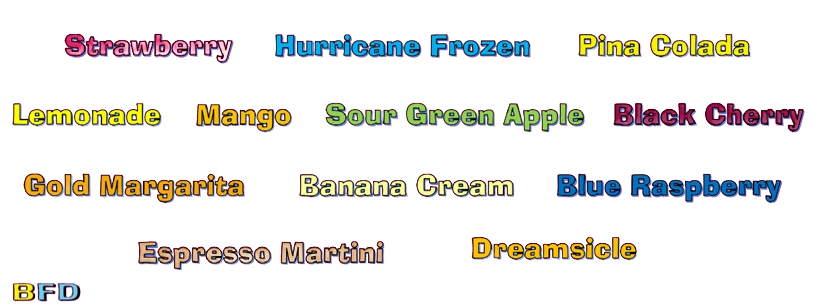 Strawberry Hurricane Frozen Pina Colada
Lemonade Mango Sour Green Apple Black Cherry
Gold Margarita Banana Cream Blue Raspberry
Espresso Martini Dreamsicle
BFD